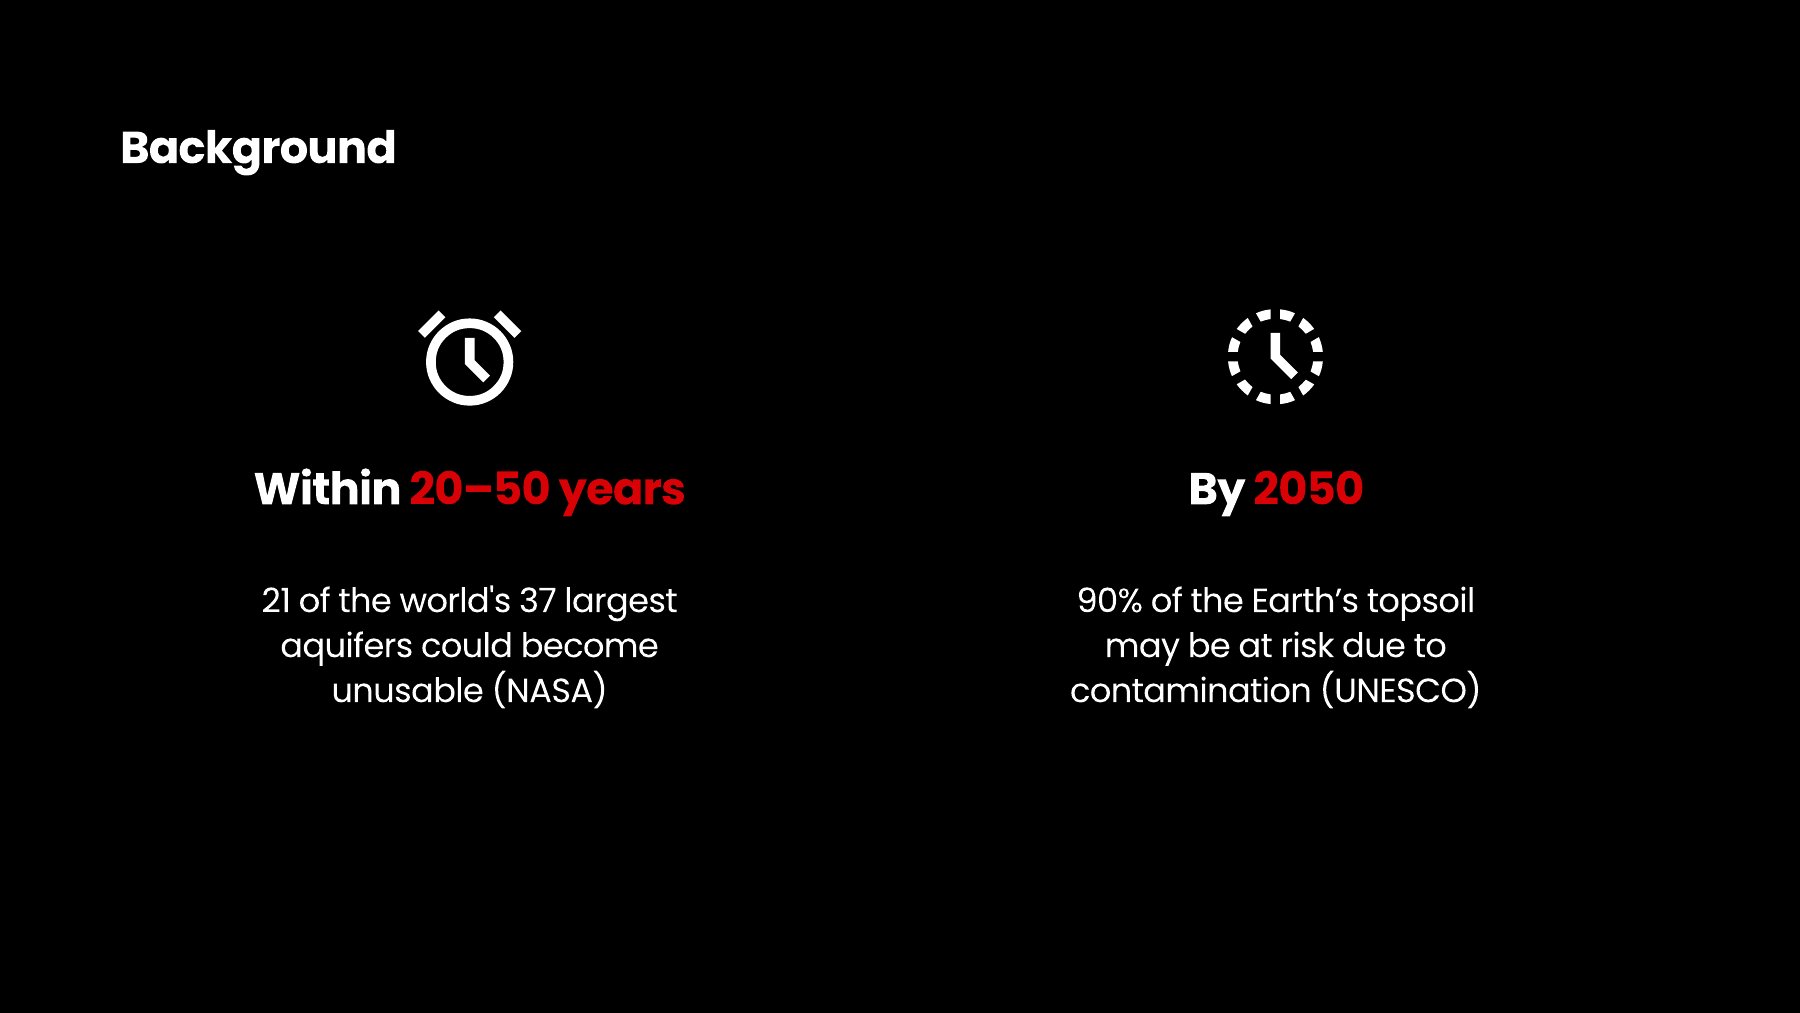 Background
Within 20–50 years
21 of the world's 37 largest
aquifers could become
unusable (NASA)
By 2050
90% of the Earth’s topsoil
may be at risk due to
contamination (UNESCO)